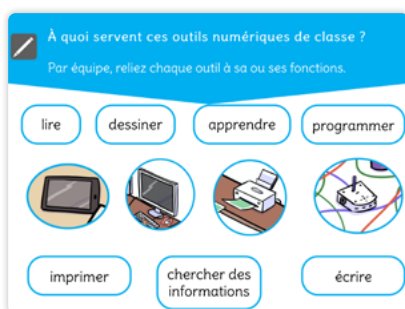 À quoi servent ces outils numériques de classe ?
Par équipe, reliez chaque outil à sa ou ses fonctions.
lire
dessiner
apprendre
programmer
imprimer
chercher des
informations
écrire